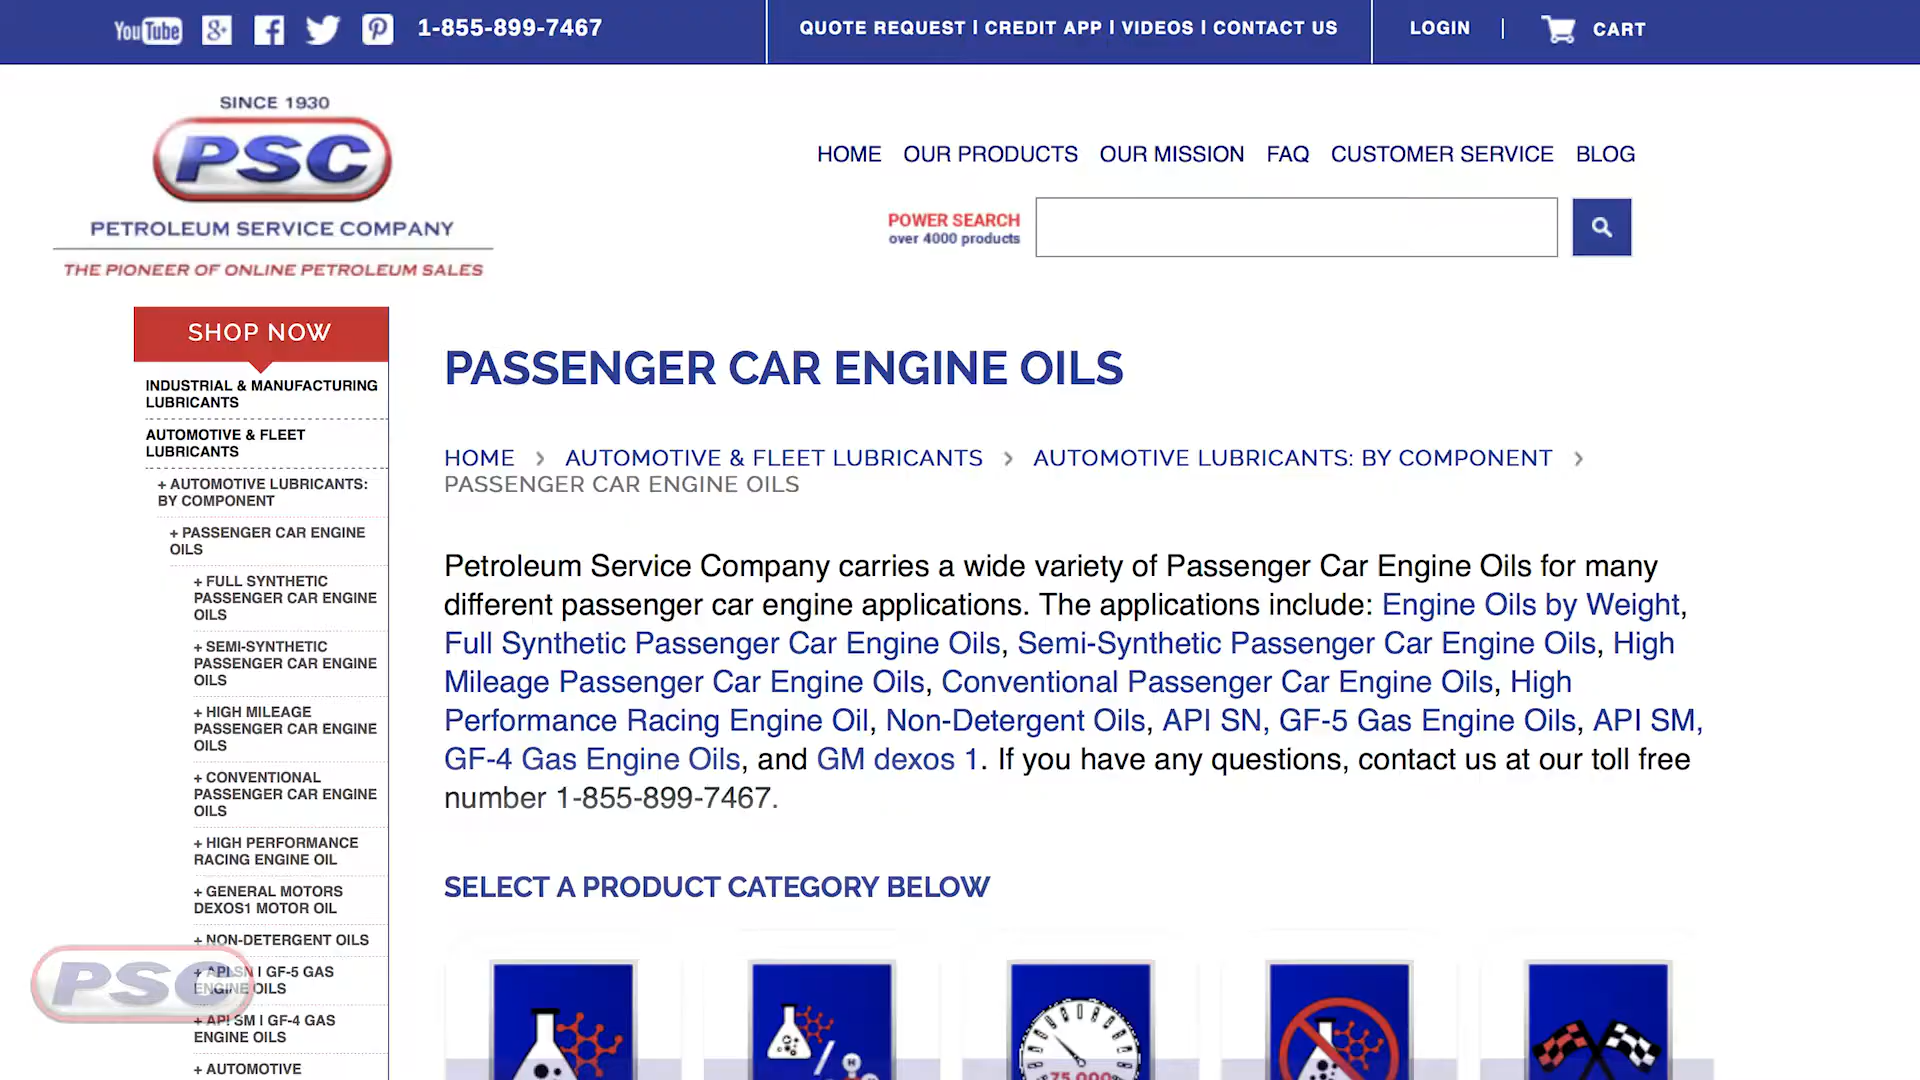 YouTube g+ f P 1-855-899-7467 QUOTE REQUEST | CREDIT APP | VIDEOS | CONTACT US LOGIN | CART
SINCE 1930
PSC
PETROLEUM SERVICE COMPANY
THE PIONEER OF ONLINE PETROLEUM SALES
HOME OUR PRODUCTS OUR MISSION FAQ CUSTOMER SERVICE BLOG
POWER SEARCH
over 4000 products
SHOP NOW
INDUSTRIAL & MANUFACTURING
LUBRICANTS
AUTOMOTIVE & FLEET
LUBRICANTS
+ AUTOMOTIVE LUBRICANTS:
BY COMPONENT
+ PASSENGER CAR ENGINE
OILS
+ FULL SYNTHETIC
PASSENGER CAR ENGINE
OILS
+ SEMI-SYNTHETIC
PASSENGER CAR ENGINE
OILS
+ HIGH MILEAGE
PASSENGER CAR ENGINE
OILS
+ CONVENTIONAL
PASSENGER CAR ENGINE
OILS
+ HIGH PERFORMANCE
RACING ENGINE OIL
+ GENERAL MOTORS
DEXOS1 MOTOR OIL
+ NON-DETERGENT OILS
+ API SN | GF-5 GAS
ENGINE OILS
+ API SM | GF-4 GAS
ENGINE OILS
+ AUTOMOTIVE
PSC
PASSENGER CAR ENGINE OILS
HOME > AUTOMOTIVE & FLEET LUBRICANTS > AUTOMOTIVE LUBRICANTS: BY COMPONENT >
PASSENGER CAR ENGINE OILS
Petroleum Service Company carries a wide variety of Passenger Car Engine Oils for many
different passenger car engine applications. The applications include: Engine Oils by Weight,
Full Synthetic Passenger Car Engine Oils, Semi-Synthetic Passenger Car Engine Oils, High
Mileage Passenger Car Engine Oils, Conventional Passenger Car Engine Oils, High
Performance Racing Engine Oil, Non-Detergent Oils, API SN, GF-5 Gas Engine Oils, API SM,
GF-4 Gas Engine Oils, and GM dexos 1. If you have any questions, contact us at our toll free
number 1-855-899-7467.
SELECT A PRODUCT CATEGORY BELOW
H
75,000